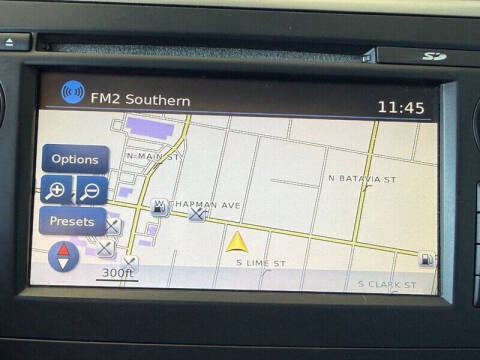 SD
FM2 Southern
11:45
Options
N MAIN ST
N BATAVIA ST
W CHAPMAN AVE
Presets
S LIME ST
300ft
S CLARK ST